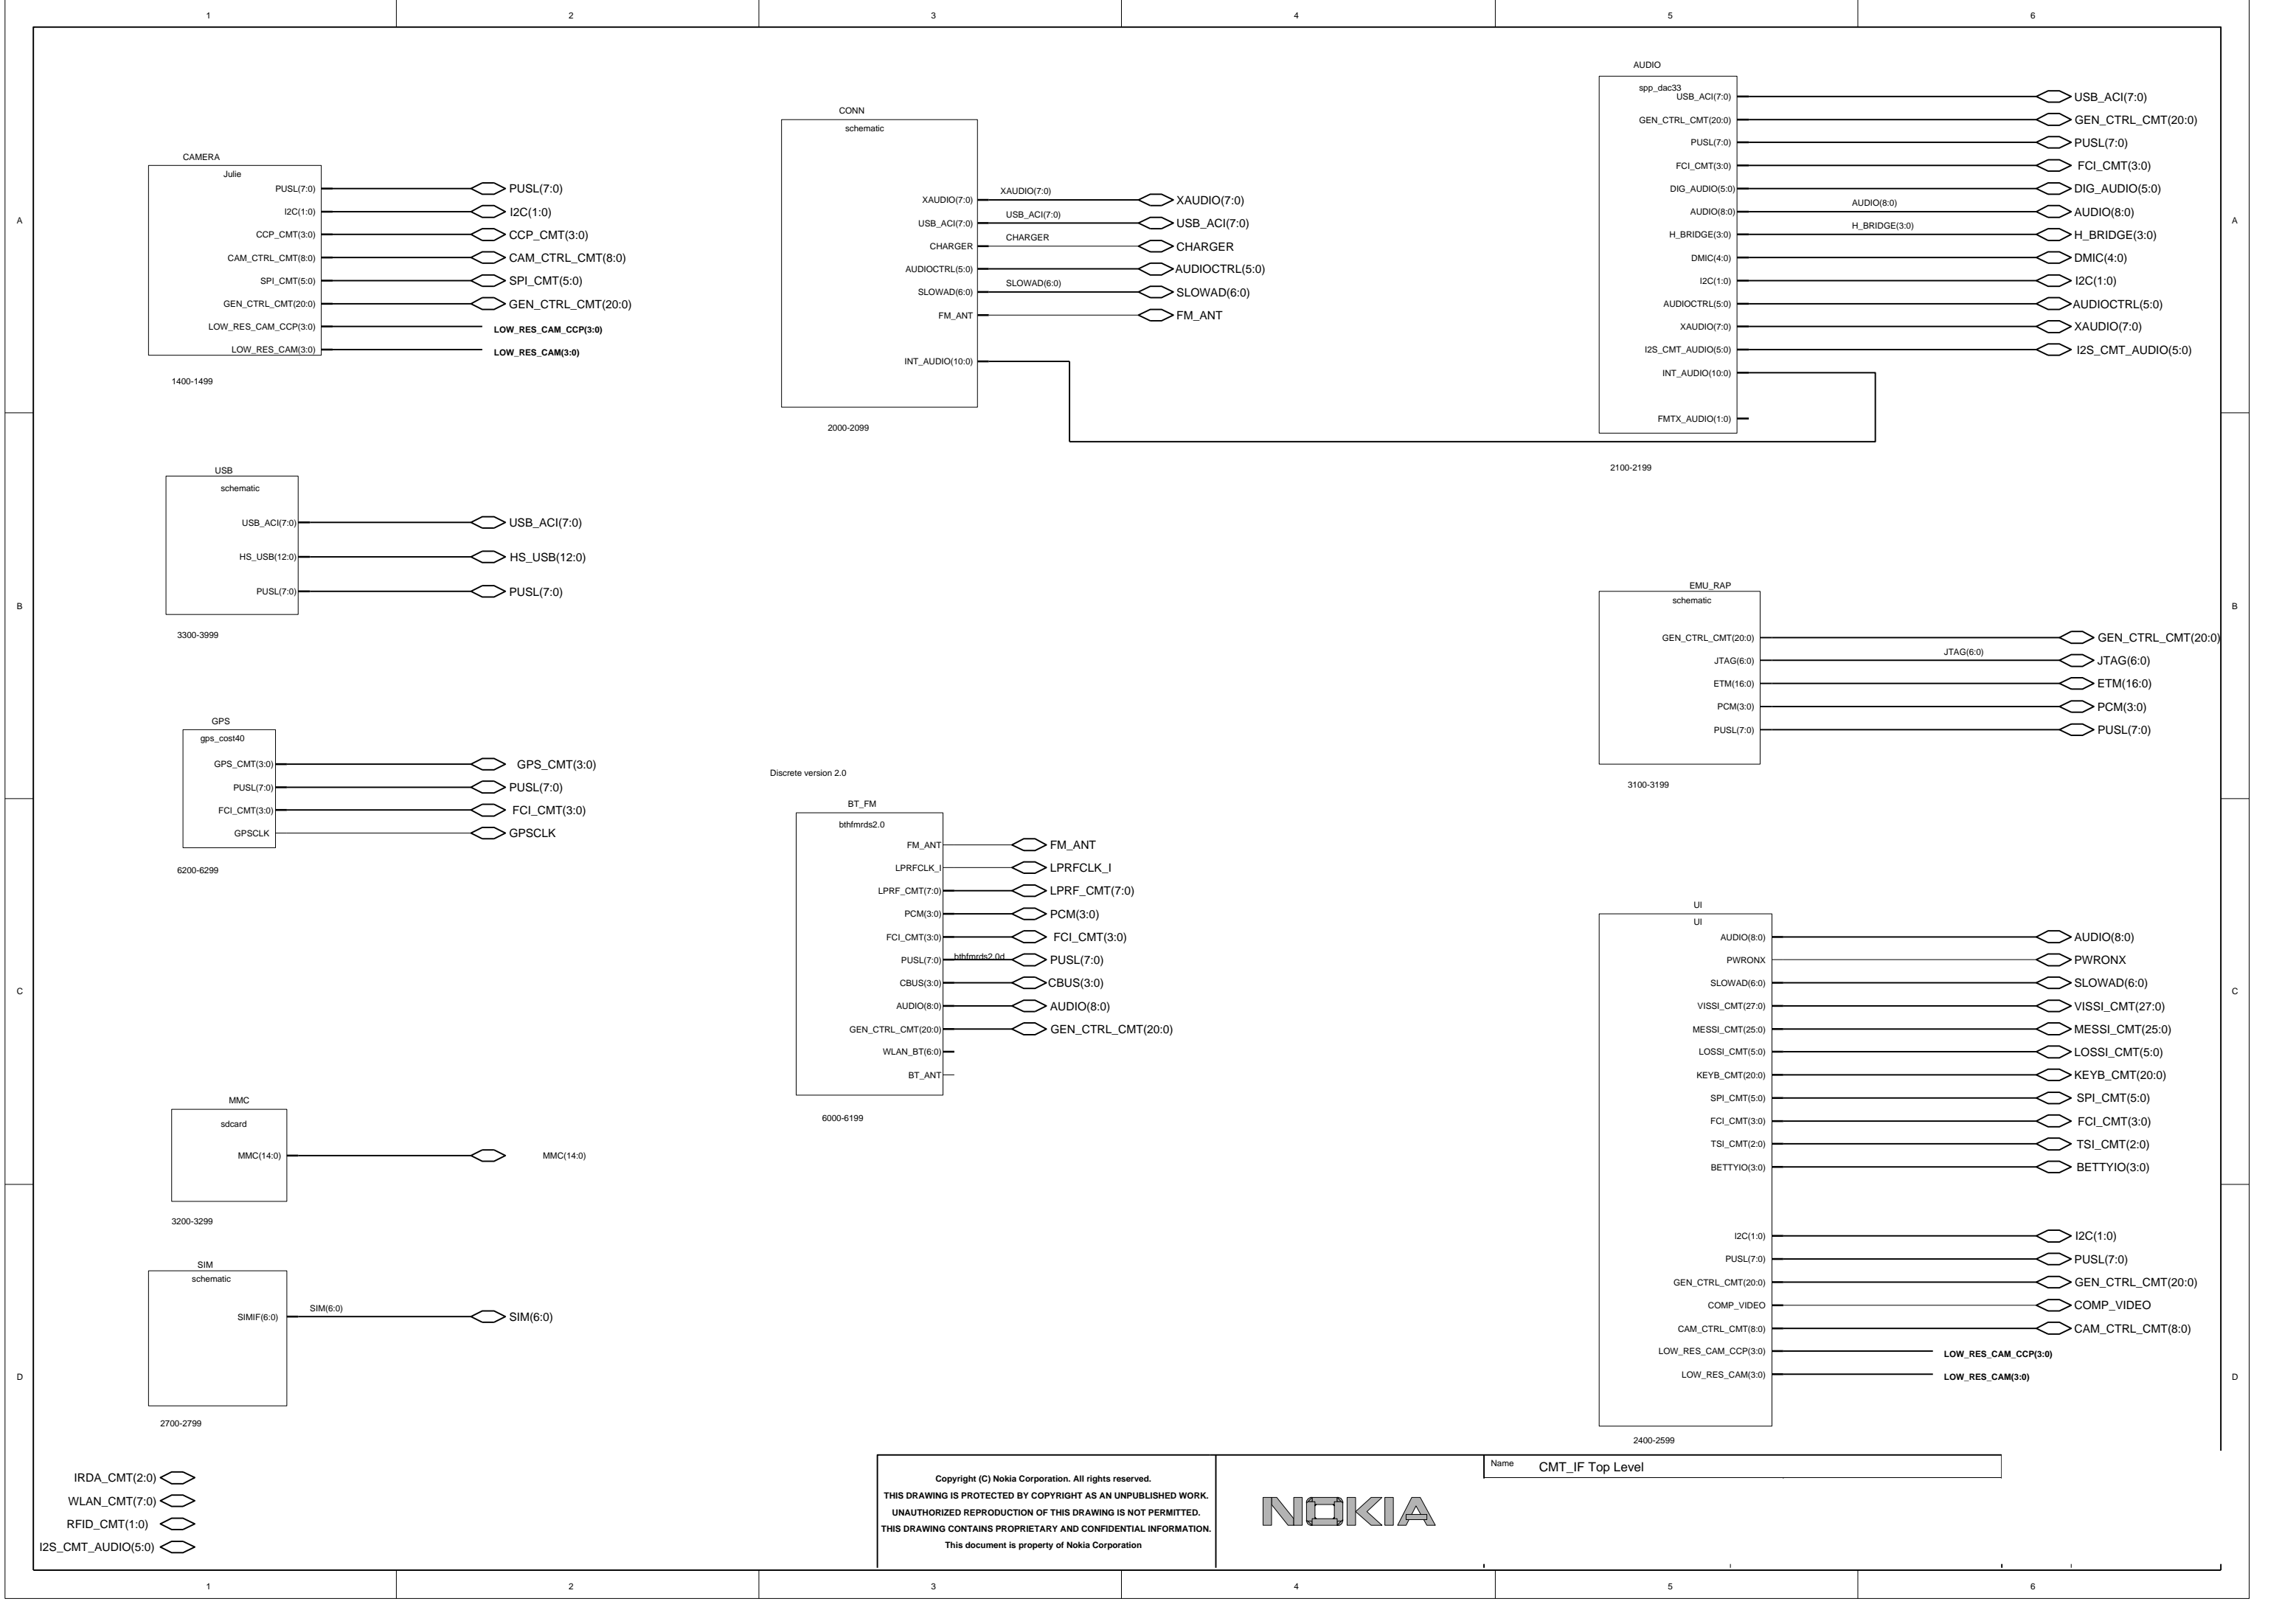 1 2 3 4 5 6
A
B
C
D
CAMERA
Julie
PUSL(7:0) PUSL(7:0)
I2C(1:0) I2C(1:0)
CCP_CMT(3:0) CCP_CMT(3:0)
CAM_CTRL_CMT(8:0) CAM_CTRL_CMT(8:0)
SPI_CMT(5:0) SPI_CMT(5:0)
GEN_CTRL_CMT(20:0) GEN_CTRL_CMT(20:0)
LOW_RES_CAM_CCP(3:0) LOW_RES_CAM_CCP(3:0)
LOW_RES_CAM(3:0) LOW_RES_CAM(3:0)
1400-1499
USB
schematic
USB_ACI(7:0) USB_ACI(7:0)
HS_USB(12:0) HS_USB(12:0)
PUSL(7:0) PUSL(7:0)
3300-3999
GPS
gps_cost40
GPS_CMT(3:0) GPS_CMT(3:0)
PUSL(7:0) PUSL(7:0)
FCI_CMT(3:0) FCI_CMT(3:0)
GPSCLK GPSCLK
6200-6299
MMC
sdcard
MMC(14:0) MMC(14:0)
3200-3299
SIM
schematic
SIMIF(6:0) SIM(6:0) SIM(6:0)
2700-2799
IRDA_CMT(2:0)
WLAN_CMT(7:0)
RFID_CMT(1:0)
I2S_CMT_AUDIO(5:0)
CONN
schematic
XAUDIO(7:0) XAUDIO(7:0) XAUDIO(7:0)
USB_ACI(7:0) USB_ACI(7:0) USB_ACI(7:0)
CHARGER CHARGER CHARGER
AUDIOCTRL(5:0) AUDIOCTRL(5:0)
SLOWAD(6:0) SLOWAD(6:0) SLOWAD(6:0)
FM_ANT FM_ANT
INT_AUDIO(10:0)
2000-2099
Discrete version 2.0
BT_FM
bthfmrds2.0
FM_ANT FM_ANT
LPRFCLK_I LPRFCLK_I
LPRF_CMT(7:0) LPRF_CMT(7:0)
PCM(3:0) PCM(3:0)
FCI_CMT(3:0) FCI_CMT(3:0)
PUSL(7:0) bthfmrds2.0d PUSL(7:0)
CBUS(3:0) CBUS(3:0)
AUDIO(8:0) AUDIO(8:0)
GEN_CTRL_CMT(20:0) GEN_CTRL_CMT(20:0)
WLAN_BT(6:0)
BT_ANT
6000-6199
AUDIO
spp_dac33
USB_ACI(7:0) USB_ACI(7:0)
GEN_CTRL_CMT(20:0) GEN_CTRL_CMT(20:0)
PUSL(7:0) PUSL(7:0)
FCI_CMT(3:0) FCI_CMT(3:0)
DIG_AUDIO(5:0) DIG_AUDIO(5:0)
AUDIO(8:0) AUDIO(8:0) AUDIO(8:0)
H_BRIDGE(3:0) H_BRIDGE(3:0) H_BRIDGE(3:0)
DMIC(4:0) DMIC(4:0)
I2C(1:0) I2C(1:0)
AUDIOCTRL(5:0) AUDIOCTRL(5:0)
XAUDIO(7:0) XAUDIO(7:0)
I2S_CMT_AUDIO(5:0) I2S_CMT_AUDIO(5:0)
INT_AUDIO(10:0)
FMTX_AUDIO(1:0)
2100-2199
EMU_RAP
schematic
GEN_CTRL_CMT(20:0) GEN_CTRL_CMT(20:0)
JTAG(6:0) JTAG(6:0) JTAG(6:0)
ETM(16:0) ETM(16:0)
PCM(3:0) PCM(3:0)
PUSL(7:0) PUSL(7:0)
3100-3199
UI
UI
AUDIO(8:0) AUDIO(8:0)
PWRONX PWRONX
SLOWAD(6:0) SLOWAD(6:0)
VISSI_CMT(27:0) VISSI_CMT(27:0)
MESSI_CMT(25:0) MESSI_CMT(25:0)
LOSSI_CMT(5:0) LOSSI_CMT(5:0)
KEYB_CMT(20:0) KEYB_CMT(20:0)
SPI_CMT(5:0) SPI_CMT(5:0)
FCI_CMT(3:0) FCI_CMT(3:0)
TSI_CMT(2:0) TSI_CMT(2:0)
BETTYIO(3:0) BETTYIO(3:0)
I2C(1:0) I2C(1:0)
PUSL(7:0) PUSL(7:0)
GEN_CTRL_CMT(20:0) GEN_CTRL_CMT(20:0)
COMP_VIDEO COMP_VIDEO
CAM_CTRL_CMT(8:0) CAM_CTRL_CMT(8:0)
LOW_RES_CAM_CCP(3:0) LOW_RES_CAM_CCP(3:0)
LOW_RES_CAM(3:0) LOW_RES_CAM(3:0)
2400-2599
A
B
C
D
Copyright (C) Nokia Corporation. All rights reserved.
THIS DRAWING IS PROTECTED BY COPYRIGHT AS AN UNPUBLISHED WORK.
UNAUTHORIZED REPRODUCTION OF THIS DRAWING IS NOT PERMITTED.
THIS DRAWING CONTAINS PROPRIETARY AND CONFIDENTIAL INFORMATION.
This document is property of Nokia Corporation
NOKIA
Name CMT_IF Top Level
1 2 3 4 5 6